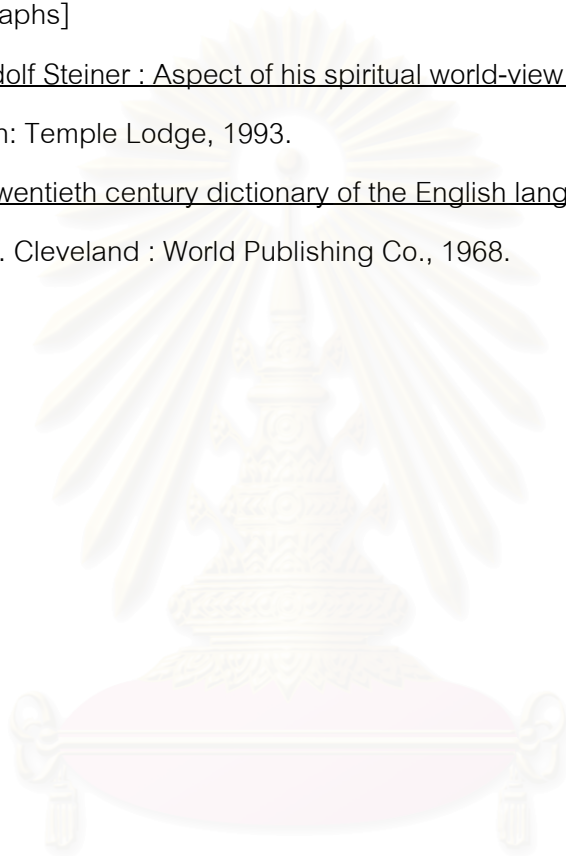 aphs]
dolf Steiner : Aspect of his spiritual world-view
n: Temple Lodge, 1993.
wentieth century dictionary of the English lang
. Cleveland : World Publishing Co., 1968.